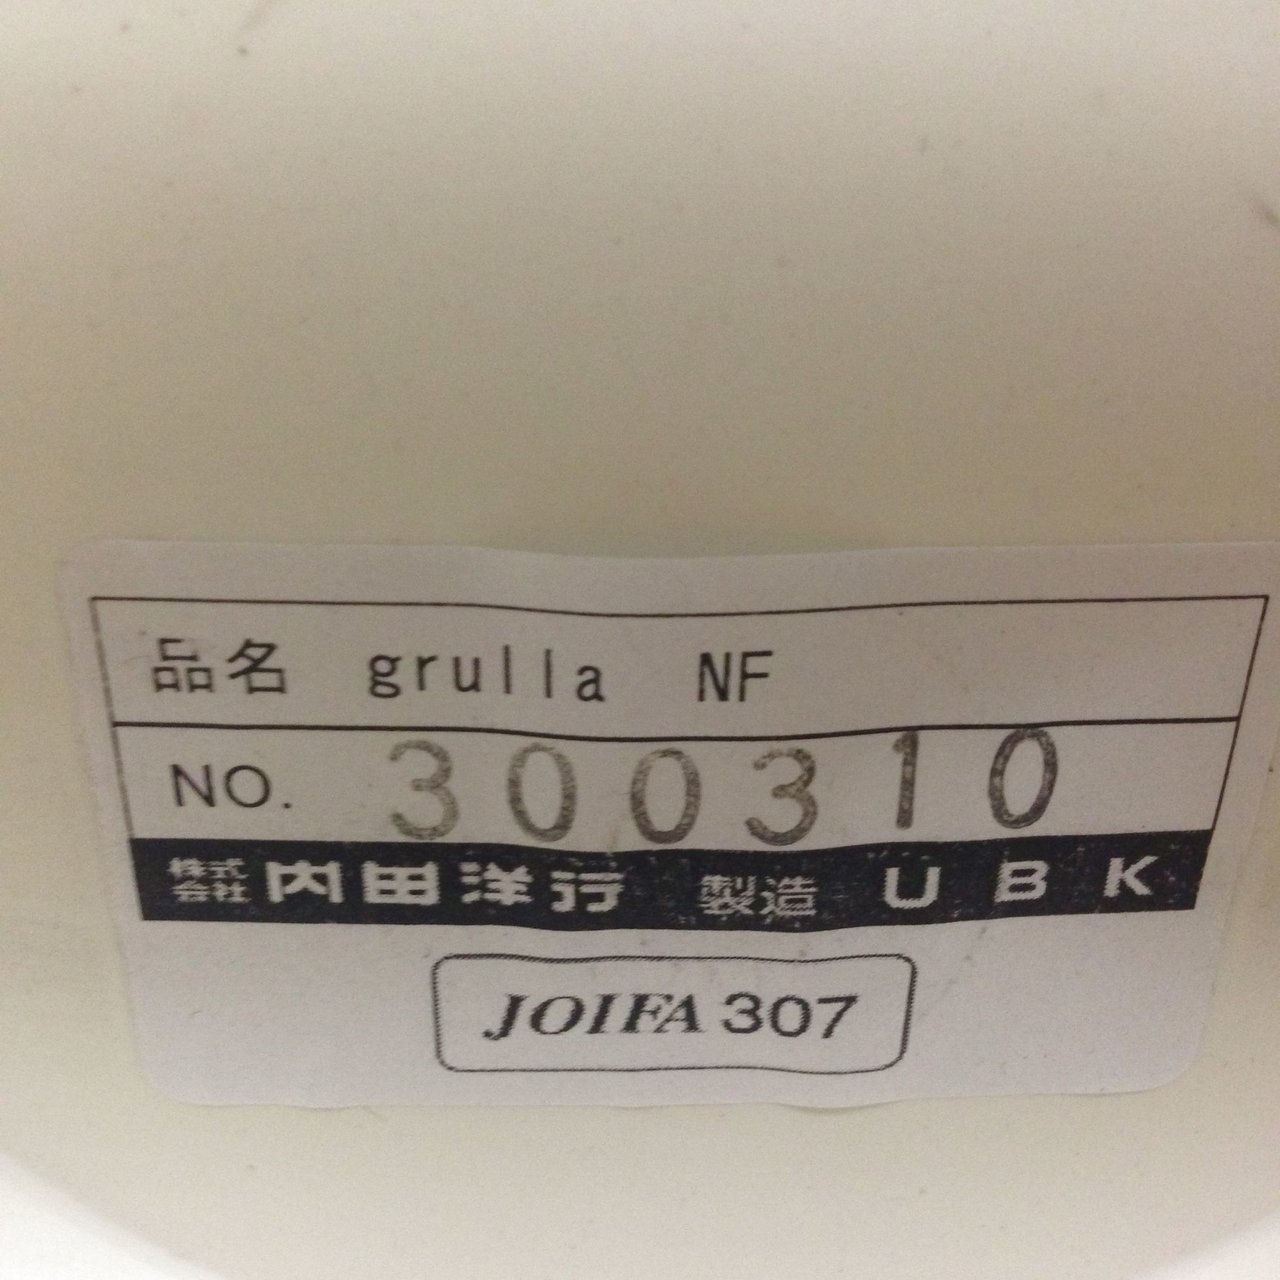 品名 grulla NF
NO. 300310
株式会社 内田洋行 製造 UBK
JOIFA 307